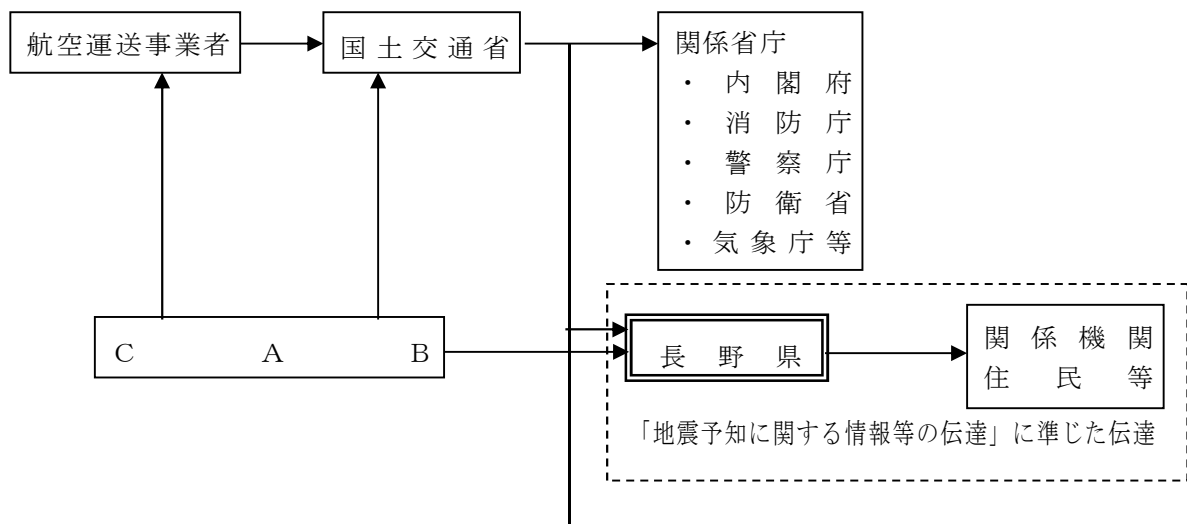 航空運送事業者
国土交通省
関係省庁
・内閣府
・消防庁
・警察庁
・防衛省
・気象庁等
CAB
長野県
関係機関
住民等
「地震予知に関する情報等の伝達」に準じた伝達